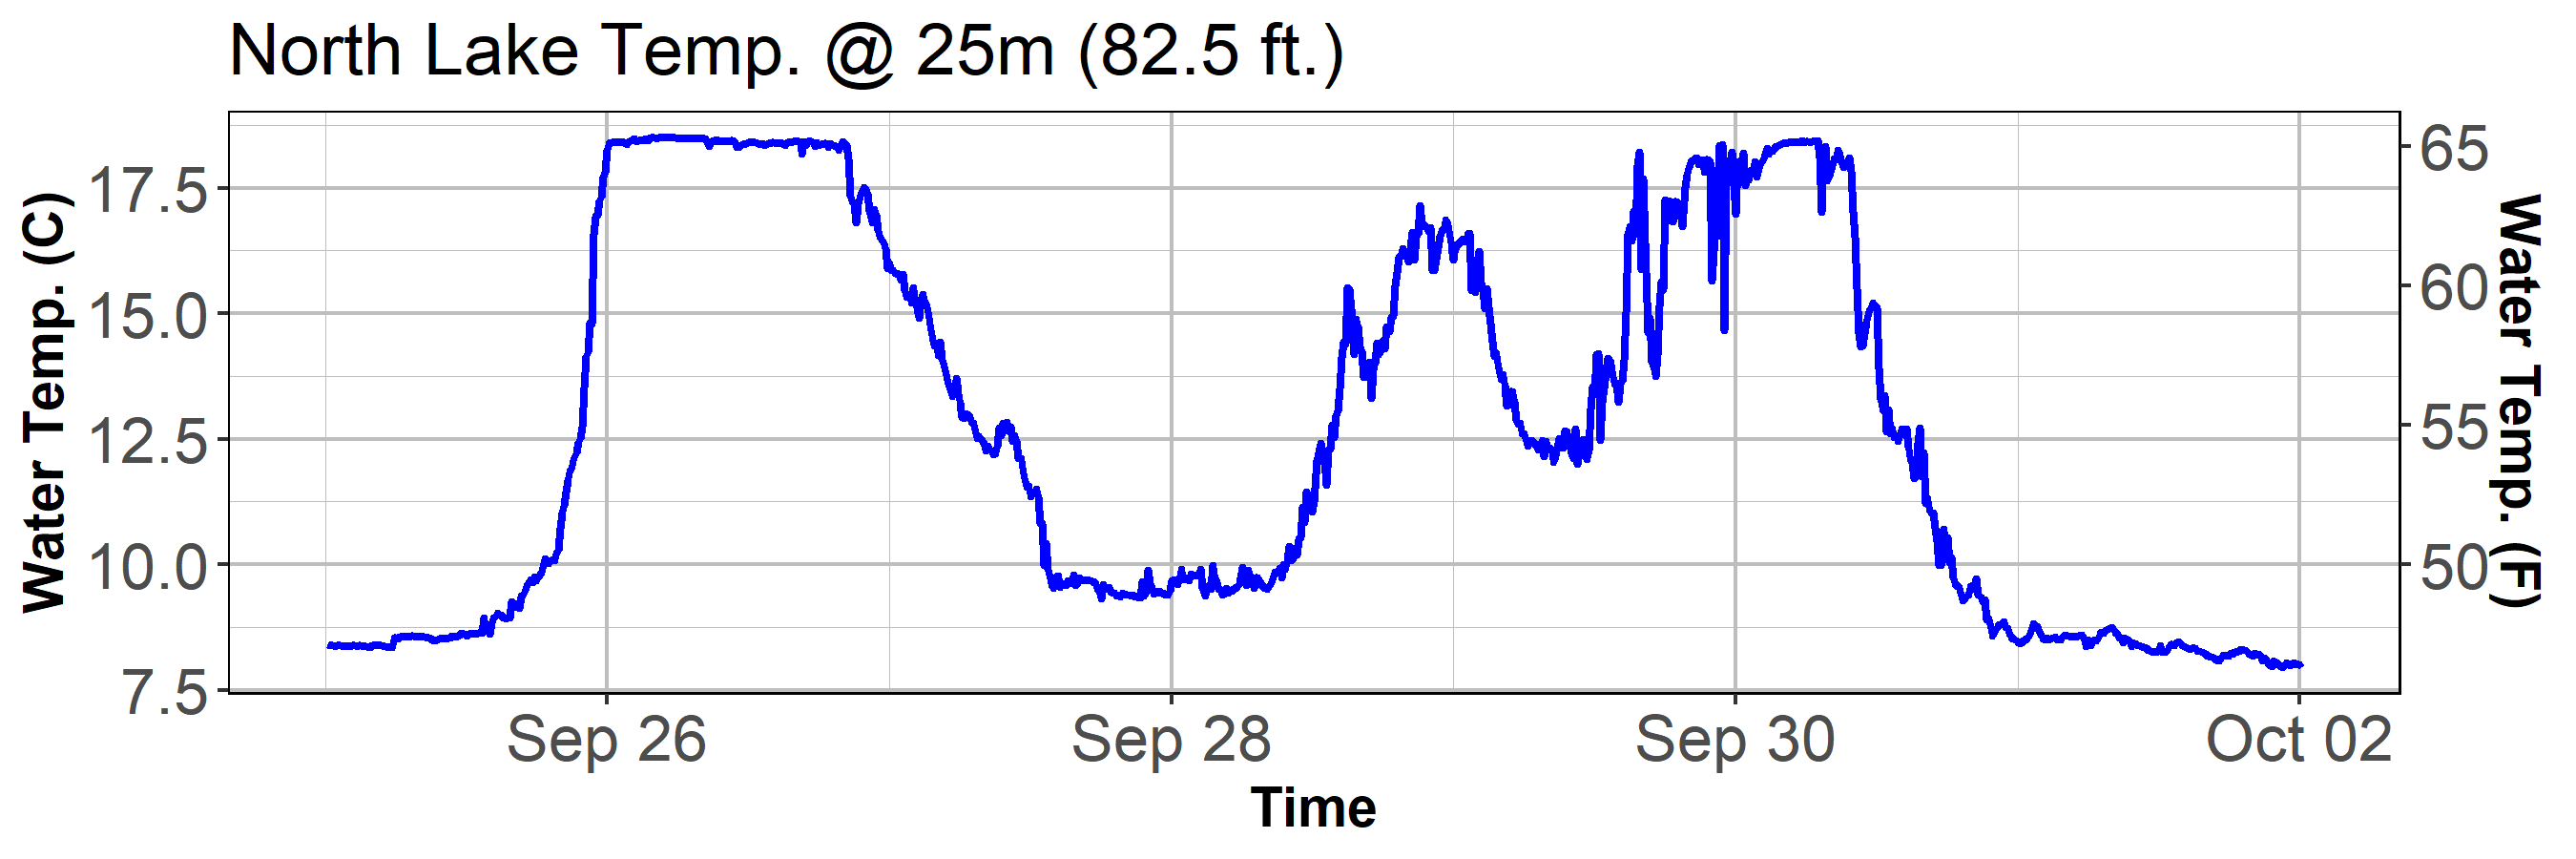 North Lake Temp. @ 25m (82.5 ft.)
Water Temp. (C)
17.5
15.0
12.5
10.0
7.5
65
60
55
50
Water Temp. (F)
Sep 26
Sep 28
Sep 30
Oct 02
Time